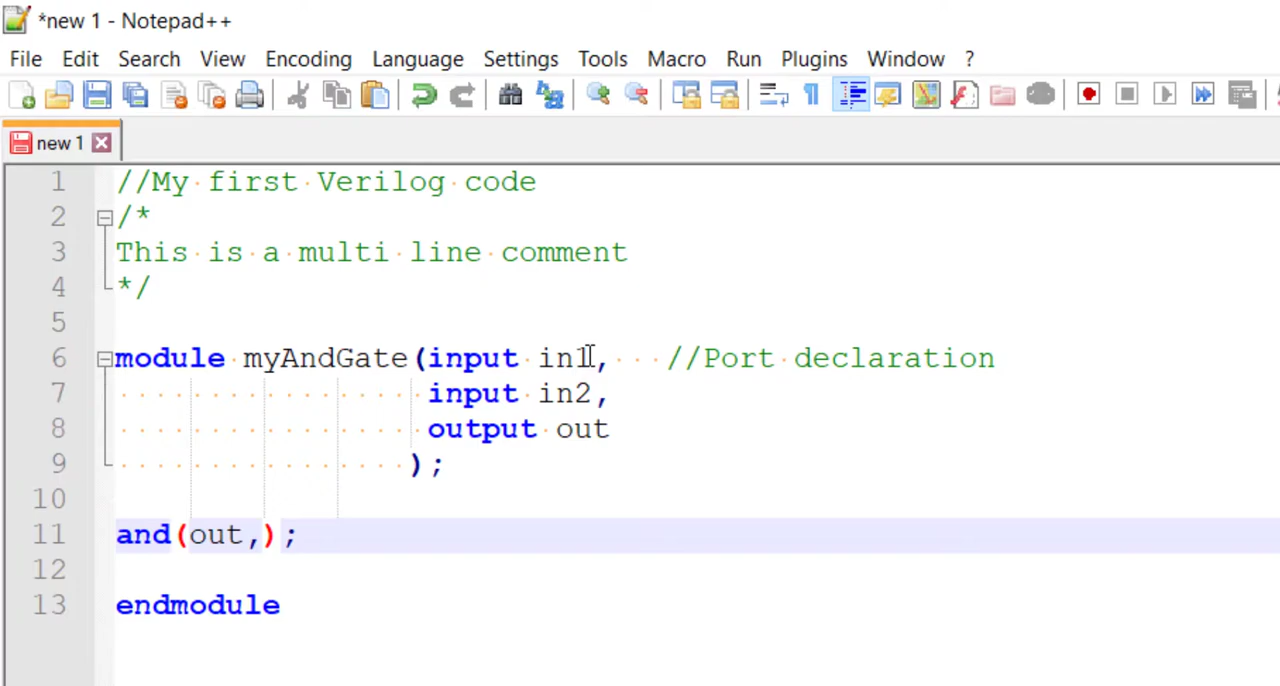 *new 1 - Notepad++
File Edit Search View Encoding Language Settings Tools Macro Run Plugins Window ?
new 1
1 //My first Verilog code
2 /*
3 This is a multi line comment
4 */
5
6 module myAndGate(input in1, //Port declaration
7 input in2,
8 output out
9 );
10
11 and(out,);
12
13 endmodule